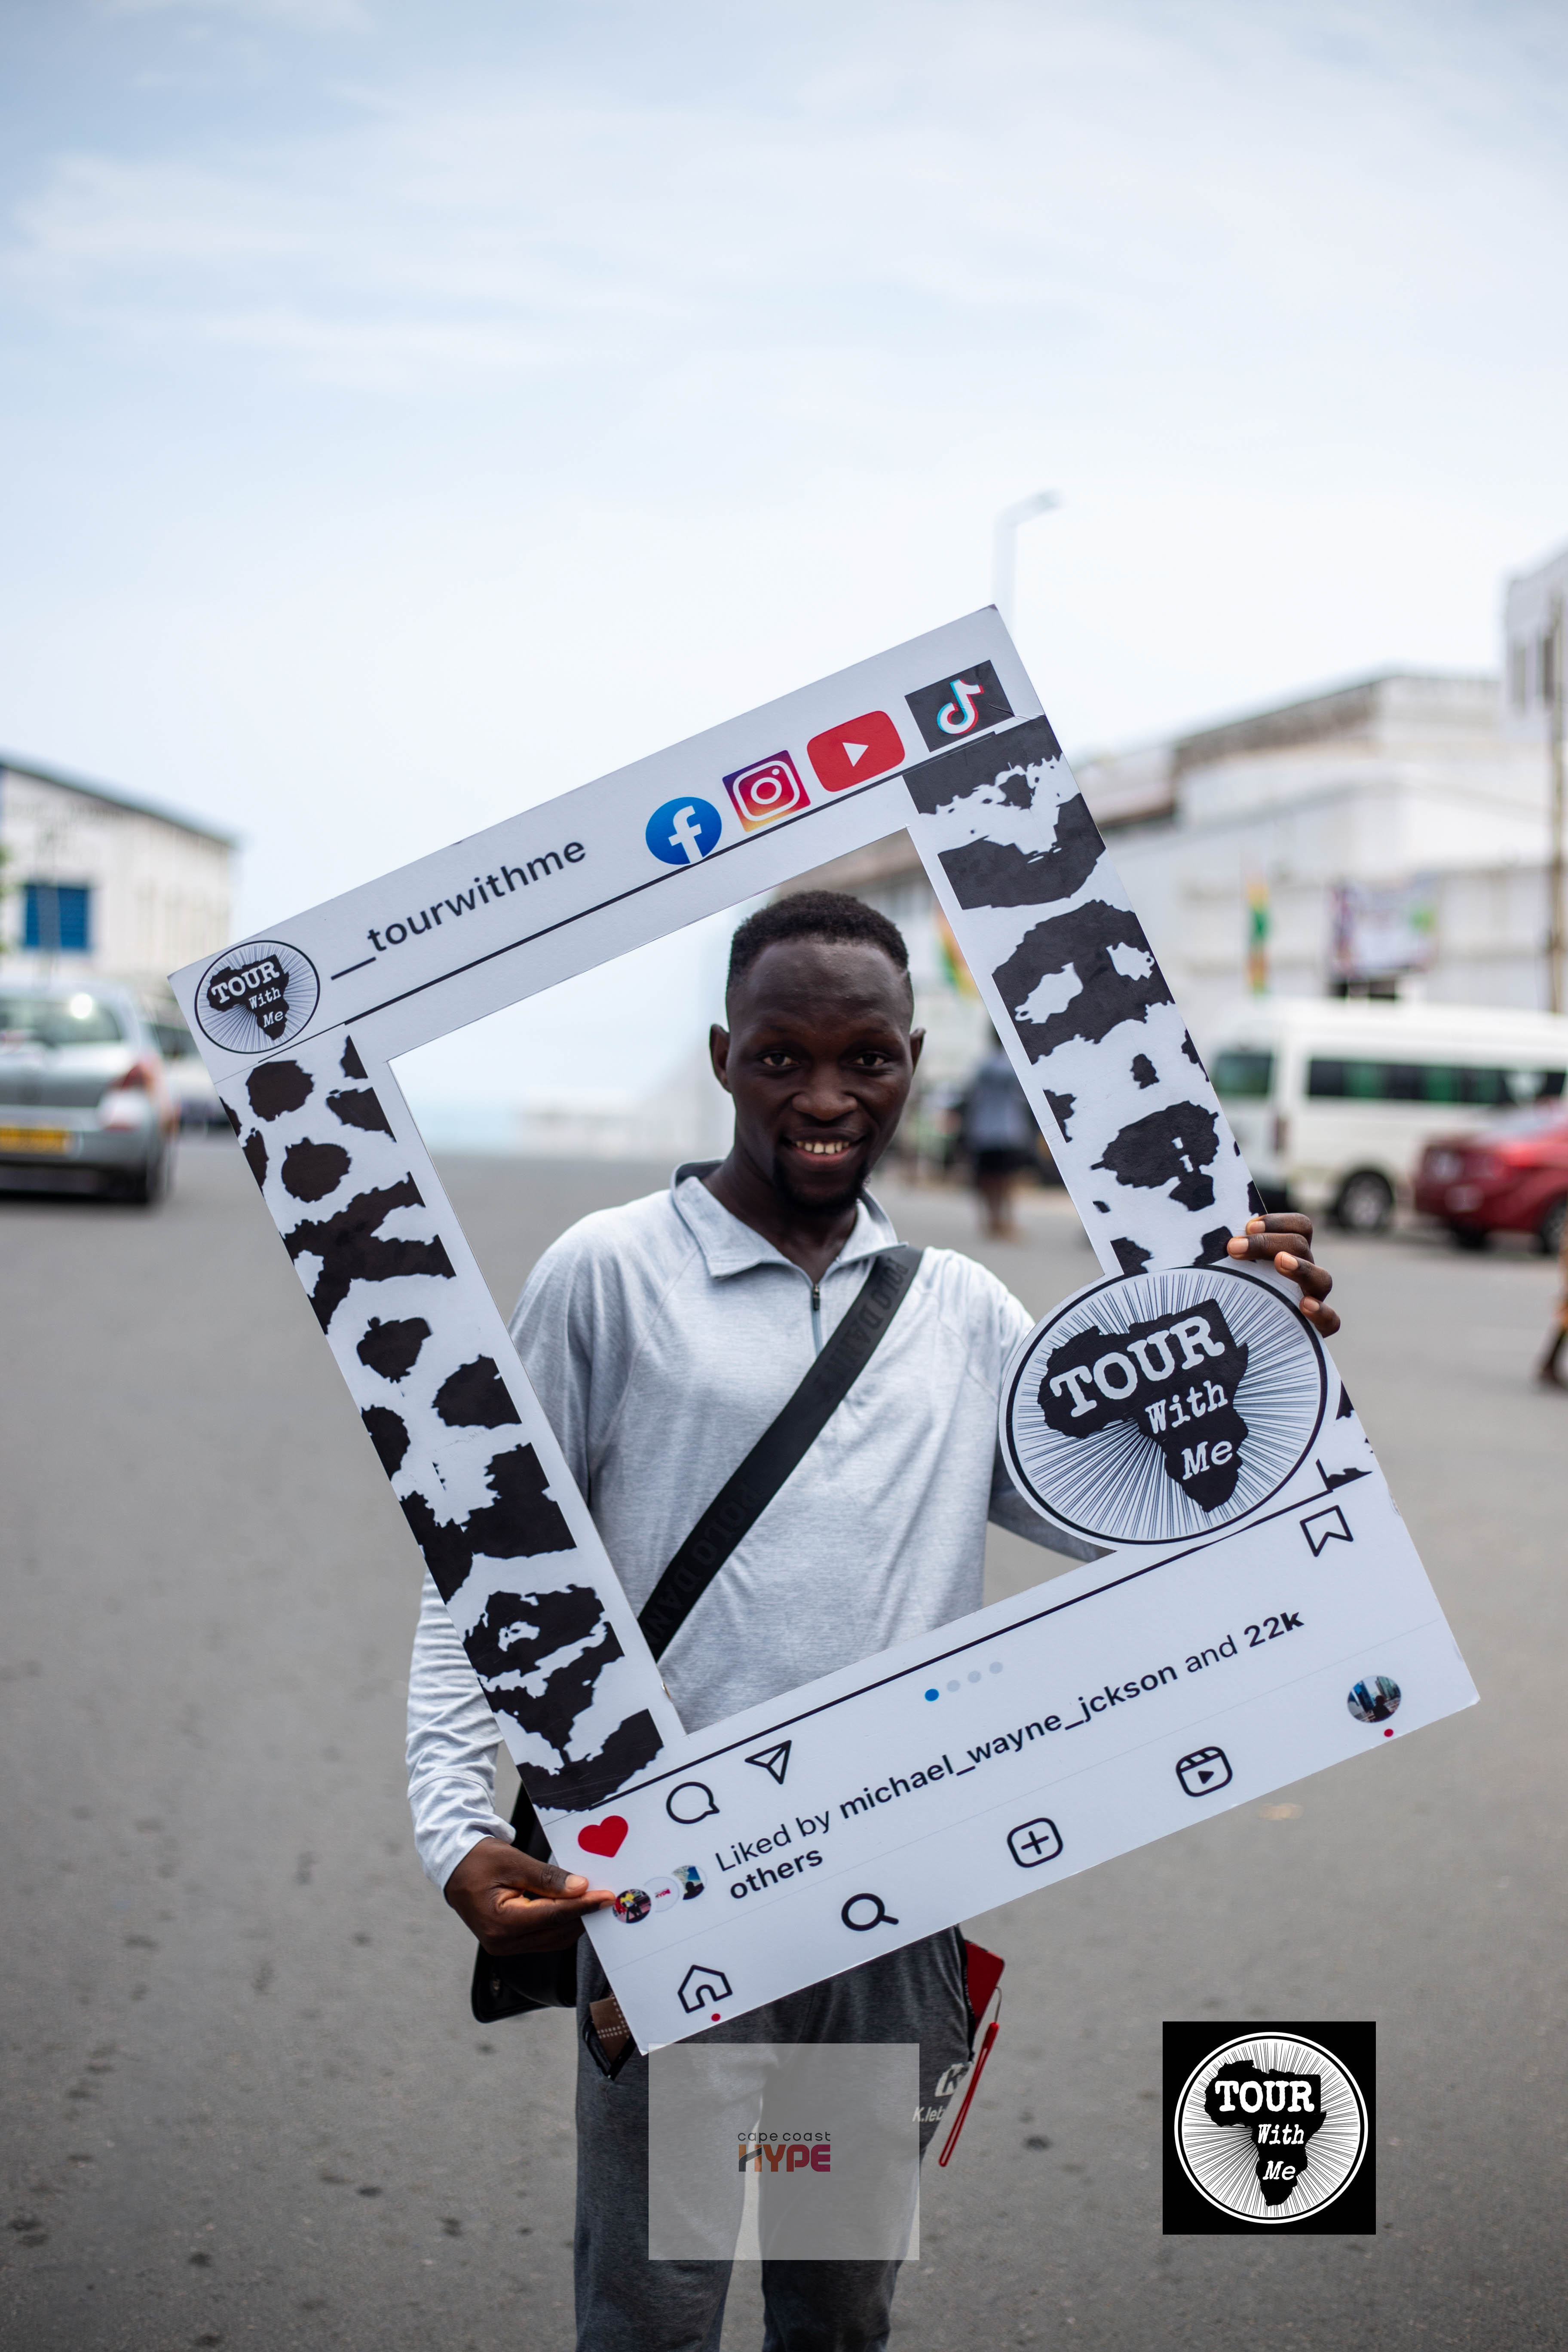 __tourwithme
TOUR
With
Me
TOUR
With
Me
Liked by michael_wayne_jckson and 22k
others
cape coast
HYPE
TOUR
With
Me